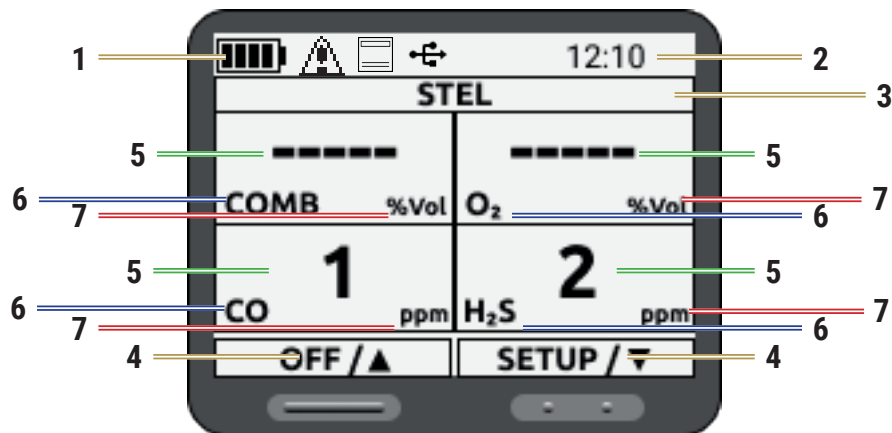 1 12:10 2
STEL 3
5 ----- ----- 5
6 COMB %Vol O₂ %Vol 7
7 6
5 1 2 5
6 CO ppm H₂S ppm 7
7 6
4 OFF /▲ SETUP /▼ 4